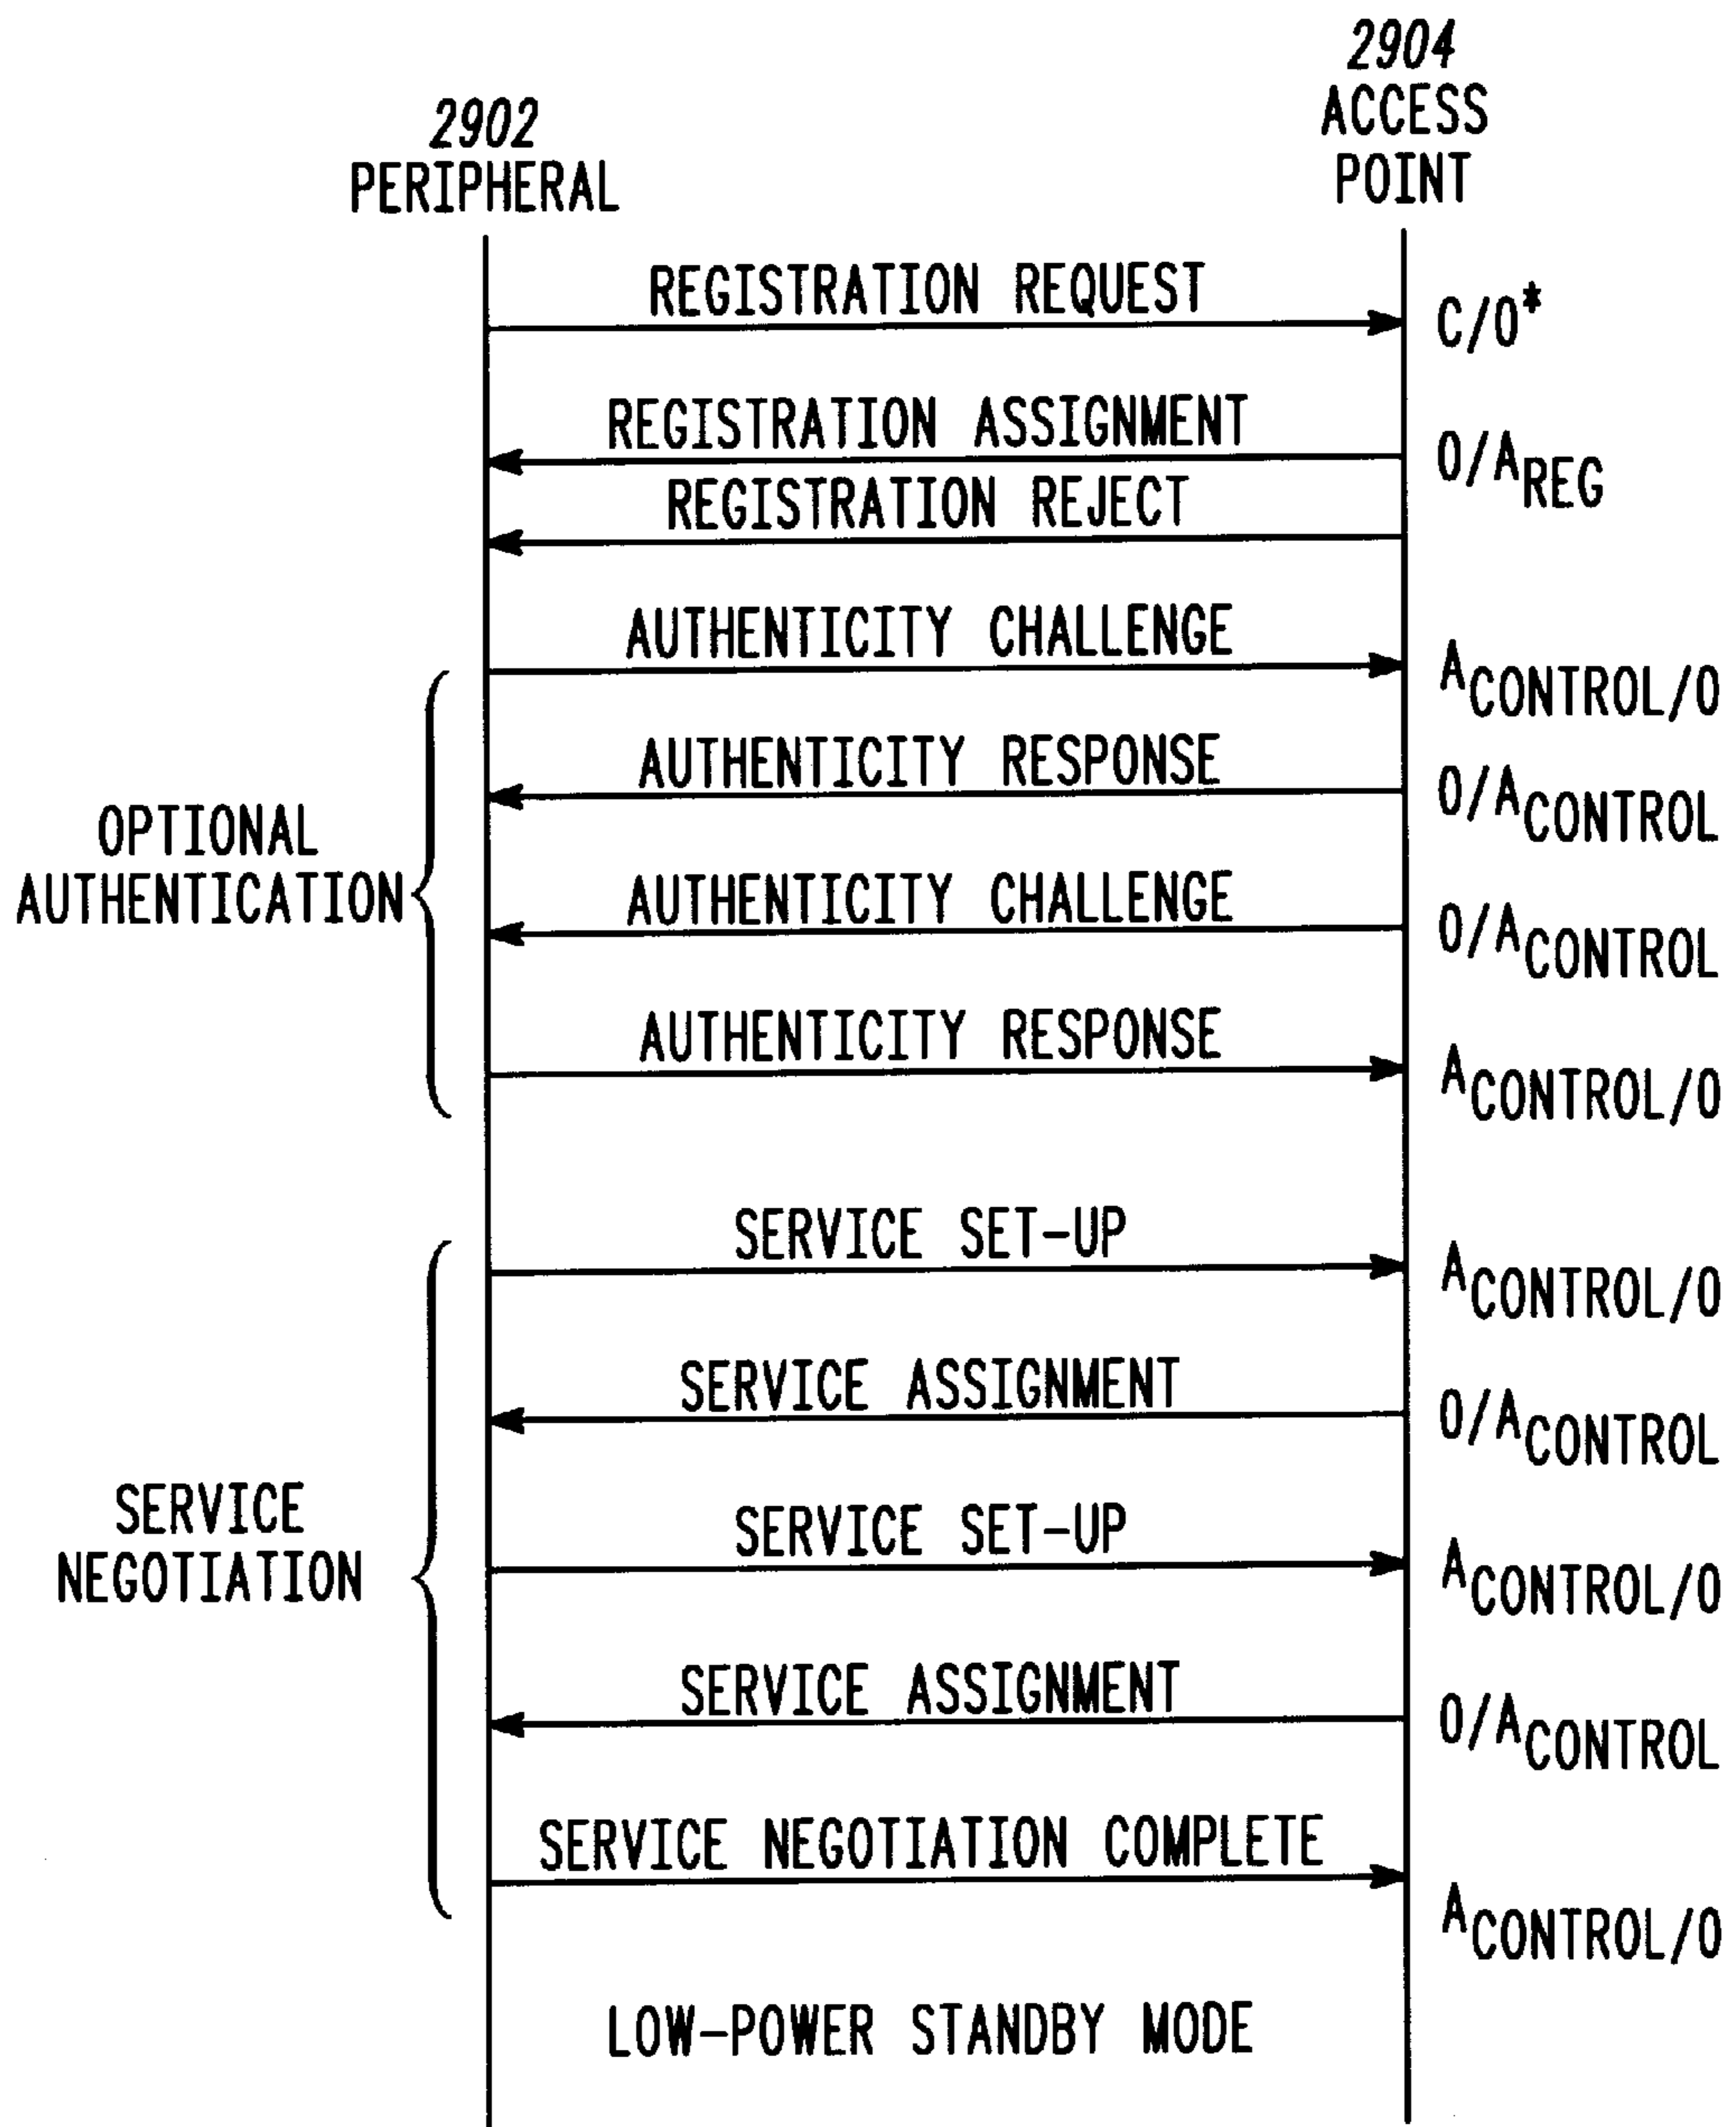 2902
PERIPHERAL
2904
ACCESS
POINT
REGISTRATION REQUEST
C/0*
REGISTRATION ASSIGNMENT
0/AREG
REGISTRATION REJECT
AUTHENTICITY CHALLENGE
ACONTROL/0
AUTHENTICITY RESPONSE
0/ACONTROL
OPTIONAL
AUTHENTICATION
AUTHENTICITY CHALLENGE
0/ACONTROL
AUTHENTICITY RESPONSE
ACONTROL/0
SERVICE SET-UP
ACONTROL/0
SERVICE ASSIGNMENT
0/ACONTROL
SERVICE
NEGOTIATION
SERVICE SET-UP
ACONTROL/0
SERVICE ASSIGNMENT
0/ACONTROL
SERVICE NEGOTIATION COMPLETE
ACONTROL/0
LOW-POWER STANDBY MODE